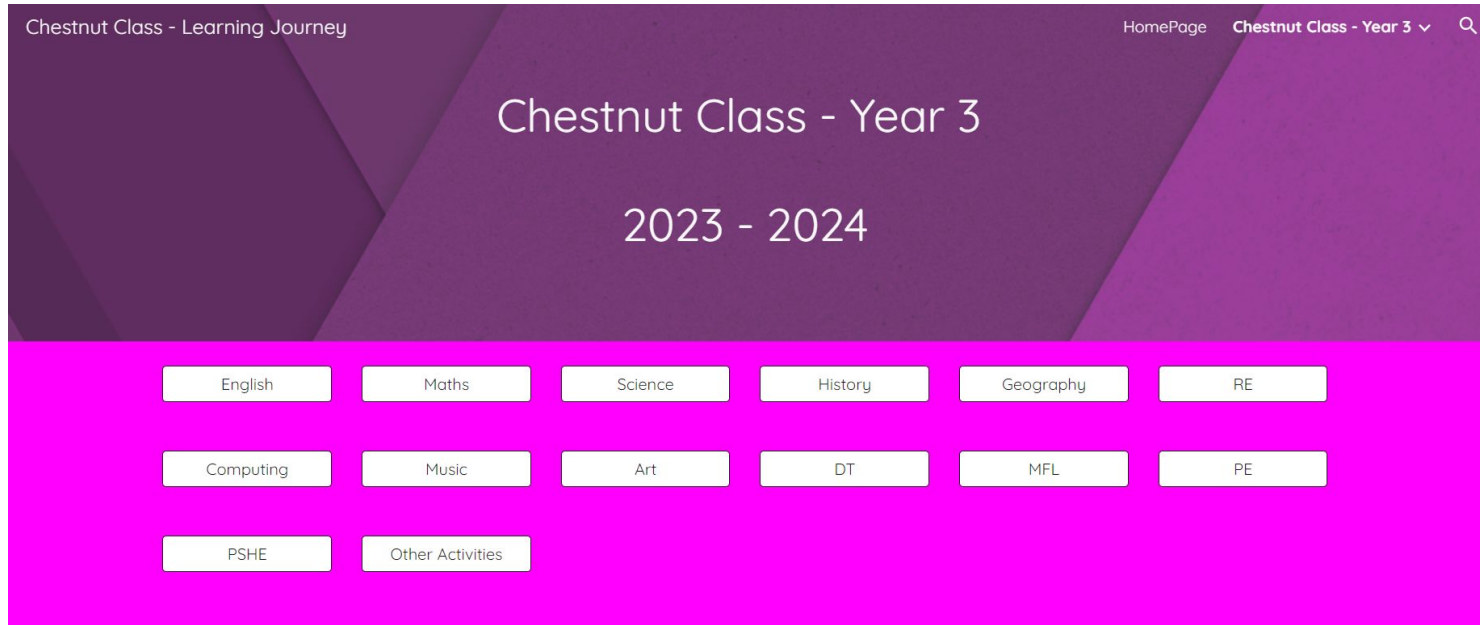 Chestnut Class - Learning Journey
HomePage
Chestnut Class - Year 3
Chestnut Class - Year 3
2023 - 2024
English
Maths
Science
History
Geography
RE
Computing
Music
Art
DT
MFL
PE
PSHE
Other Activities